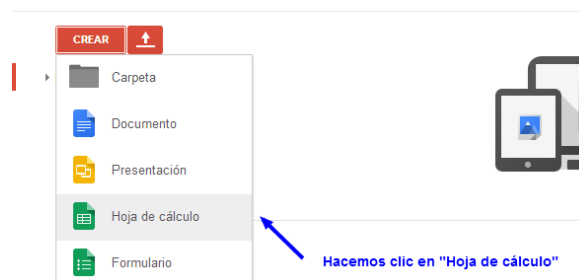 CREAR
Carpeta
Documento
Presentación
Hoja de cálculo
Formulario
Hacemos clic en "Hoja de cálculo"